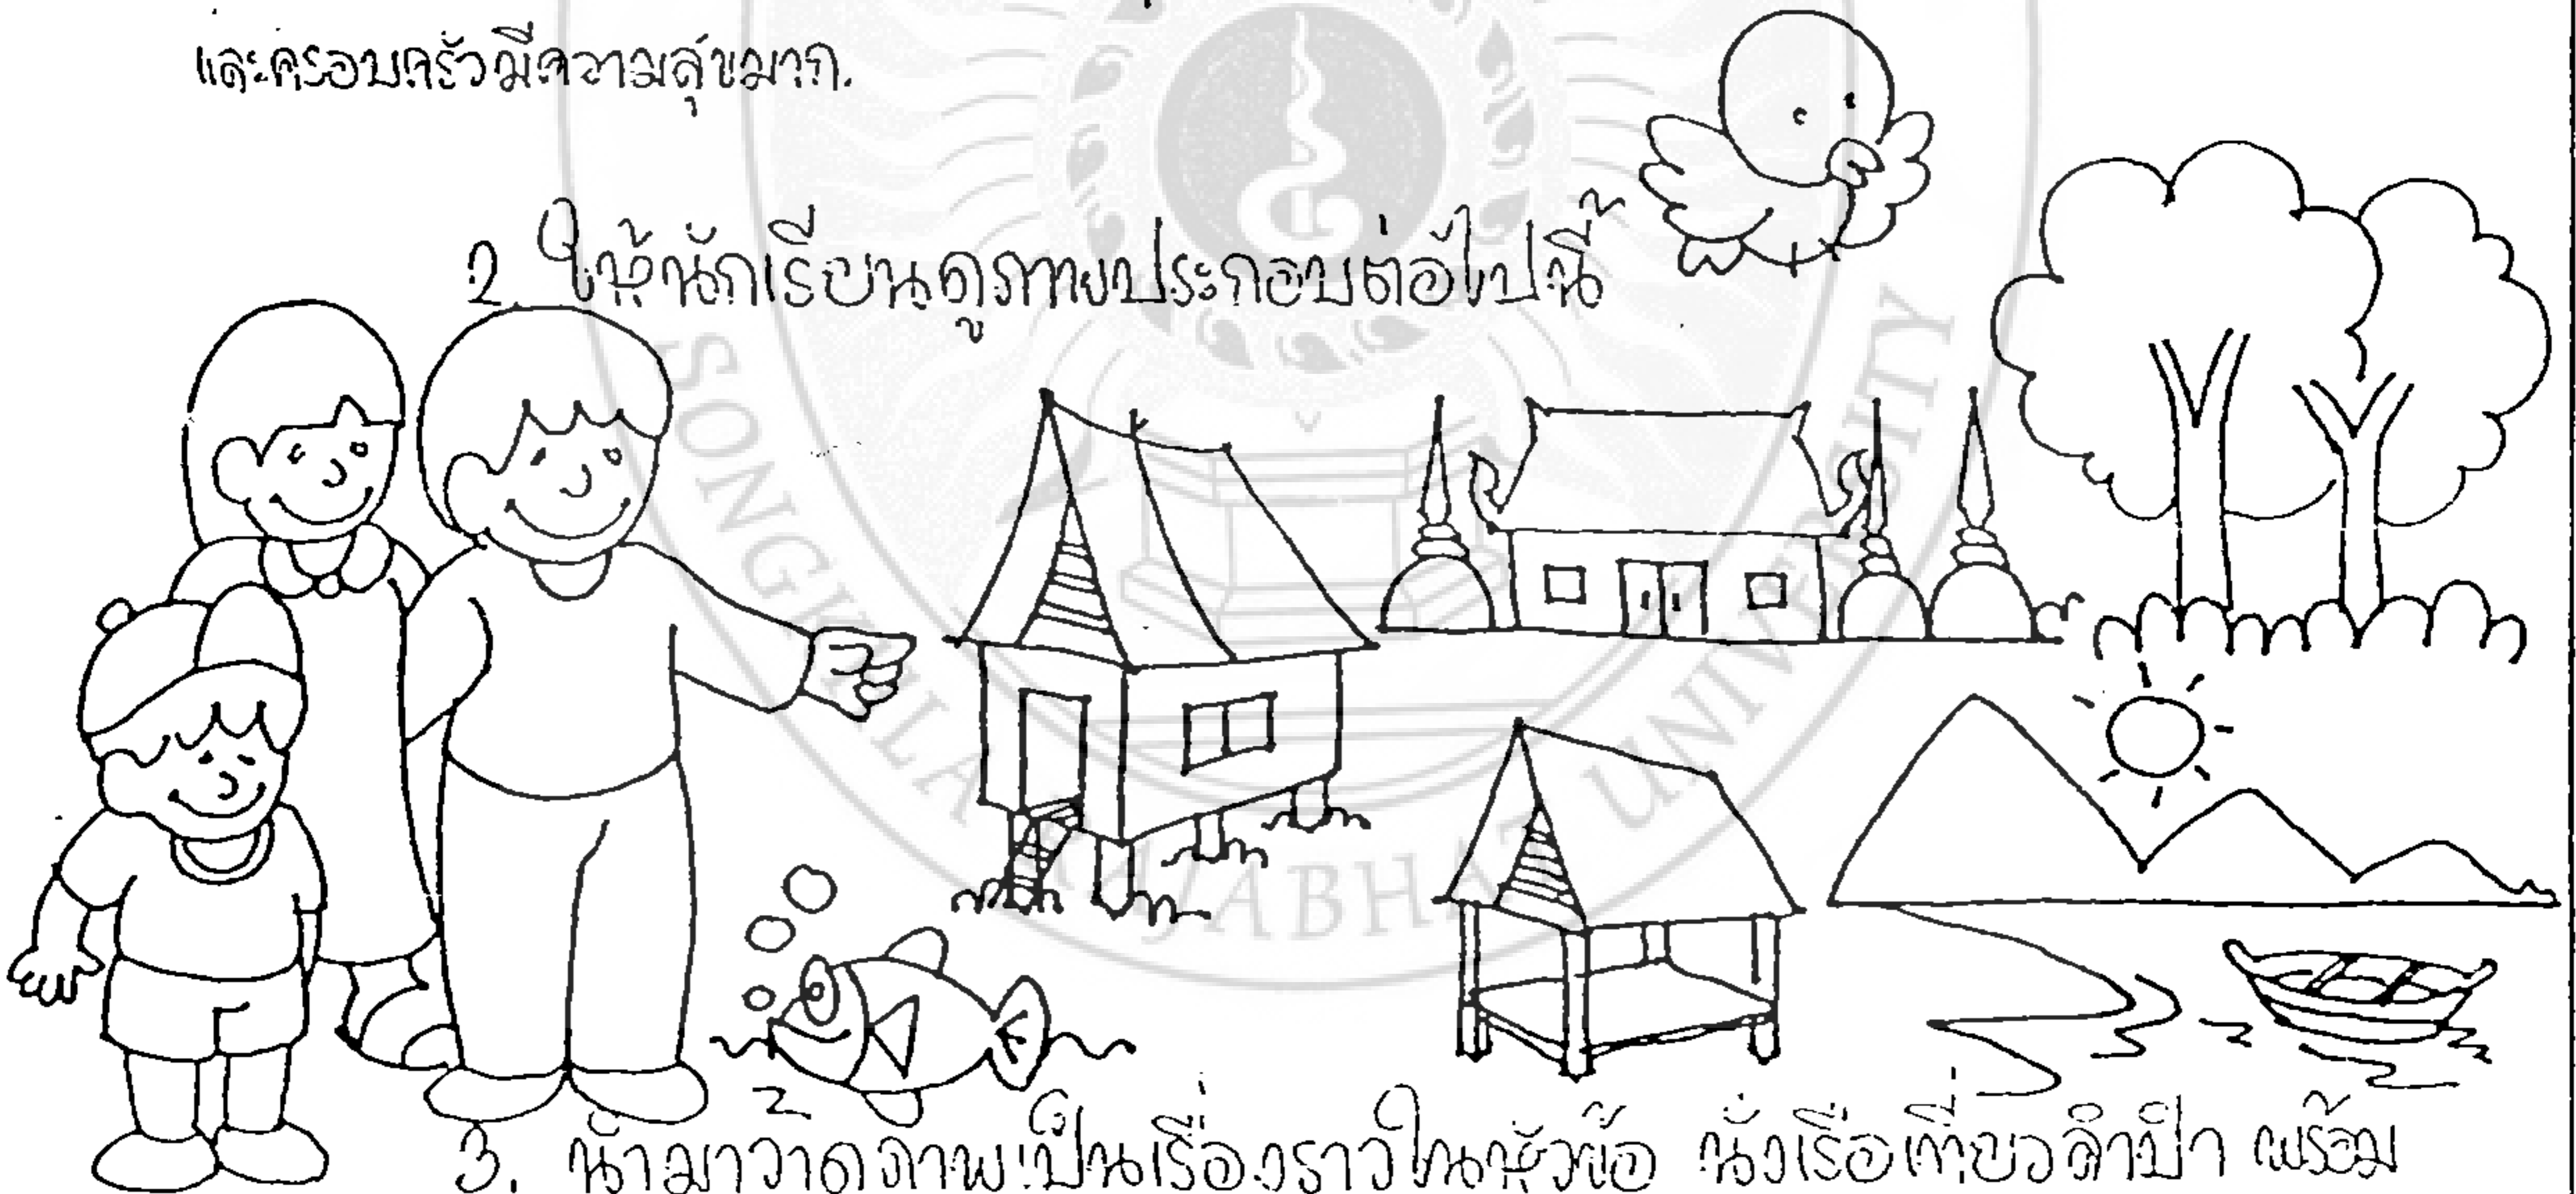 และครอบครัวมีความสุขมาก.
2. ให้นักเรียนดูภาพประกอบต่อไปนี้
3. นำมาวาดภาพเป็นเรื่องราวในหัวข้อ นั่งเรือเที่ยวลำปำ พร้อม
SONGKHLA RAJABHAT UNIVERSITY